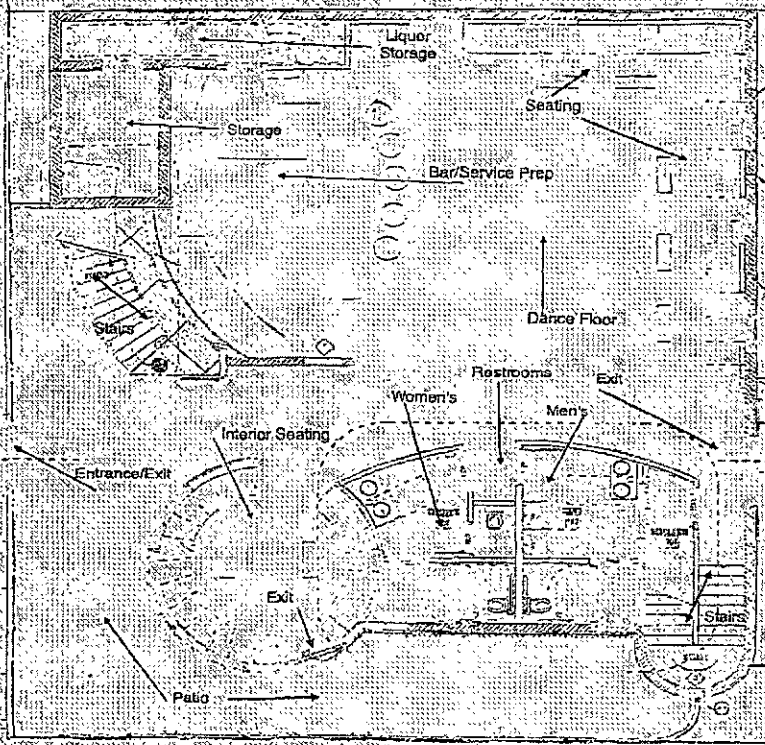 Liquor
Storage
Seating
Storage
Bar/Service Prep
Stairs
Dance Floor
Restrooms
Exit
Women's
Men's
Interior Seating
Entrance/Exit
Exit
Stairs
Patio